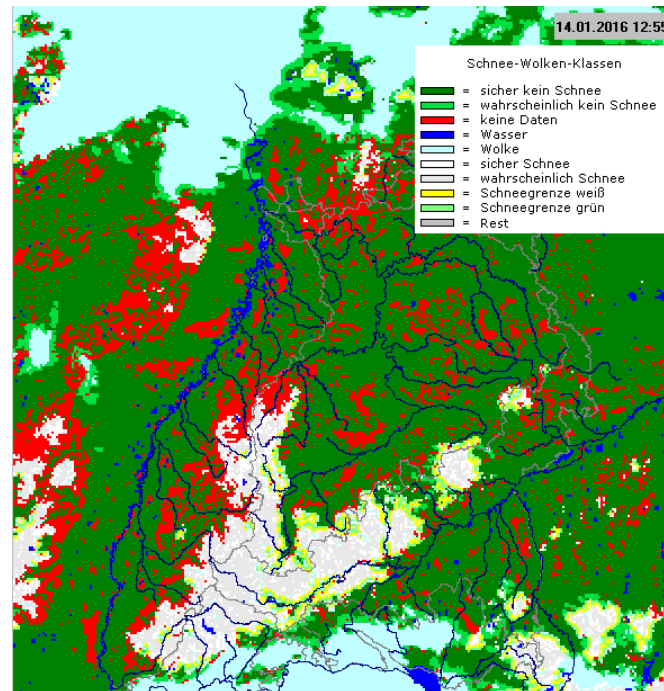 14.01.2016 12:55
Schnee-Wolken-Klassen
= sicher kein Schnee
= wahrscheinlich kein Schnee
= keine Daten
= Wasser
= Wolke
= sicher Schnee
= wahrscheinlich Schnee
= Schneegrenze weiß
= Schneegrenze grün
= Rest